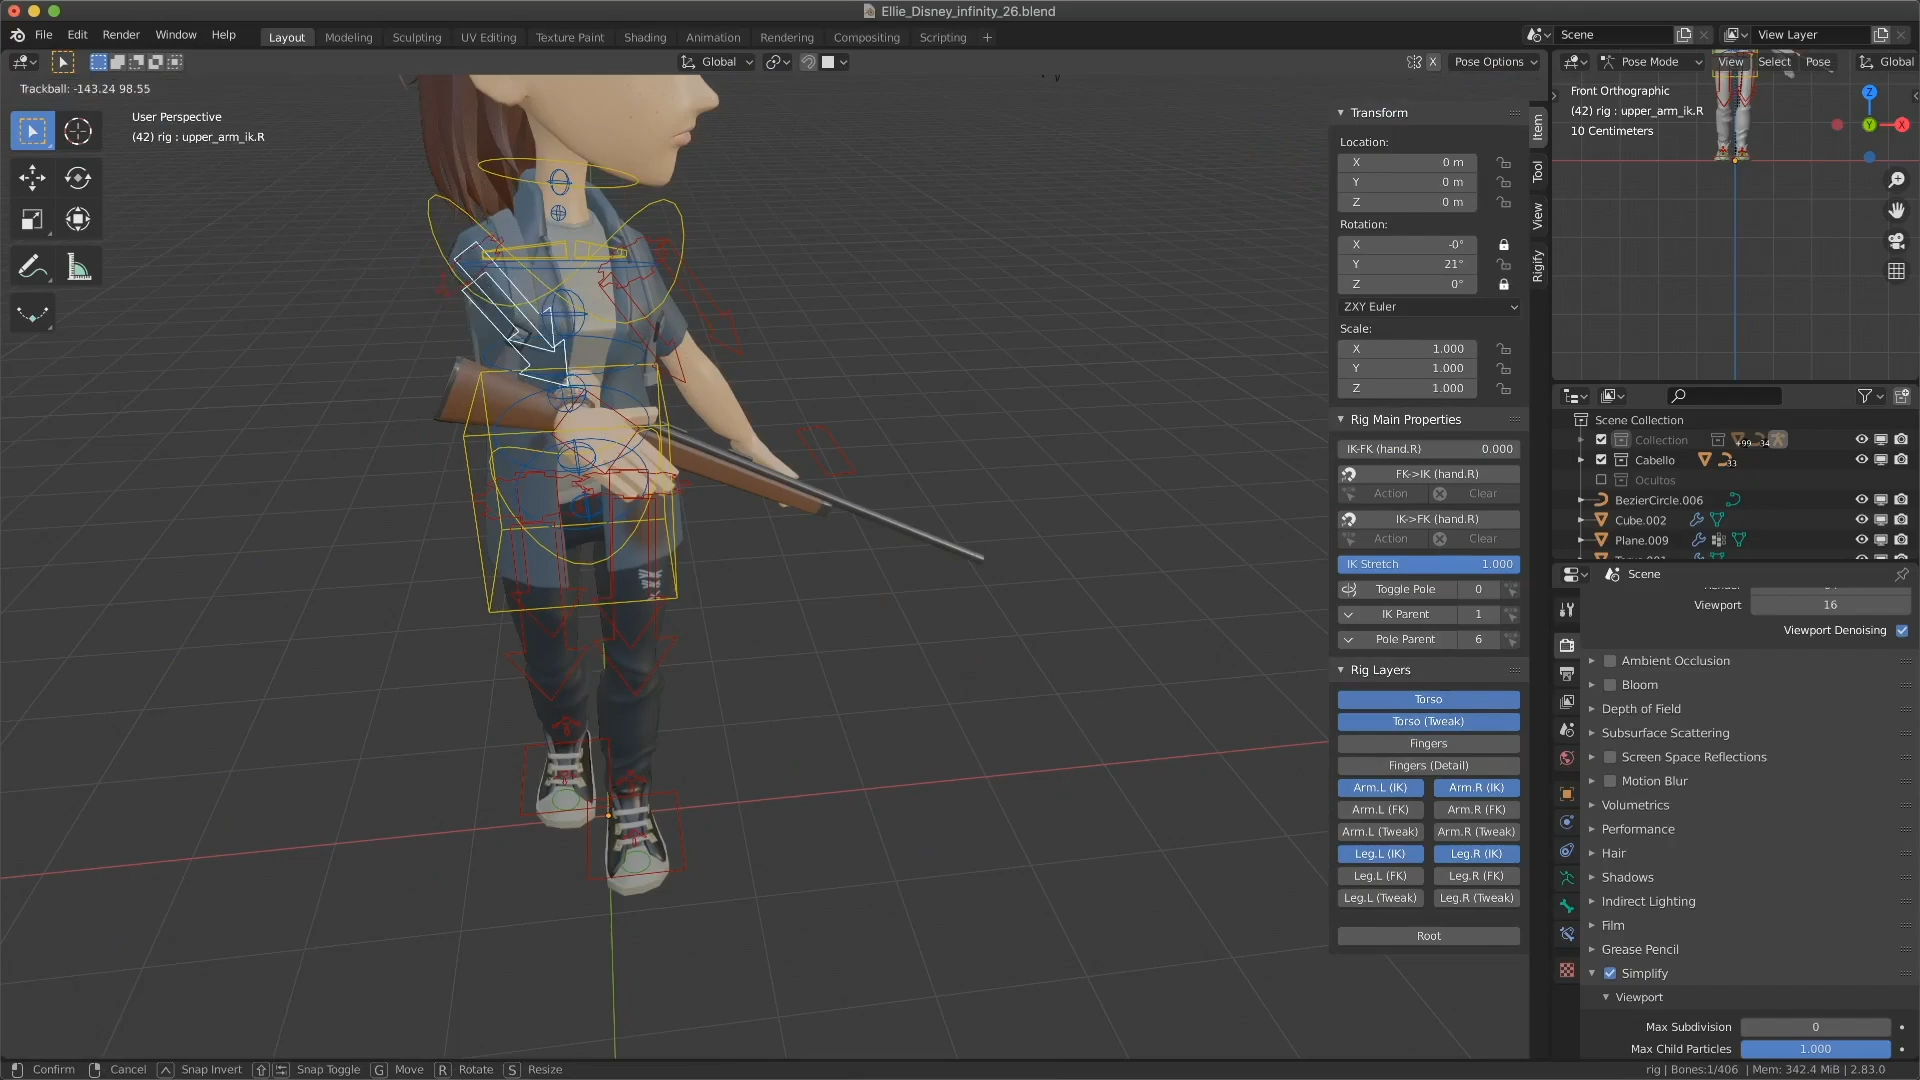 Ellie_Disney_infinity_26.blend
File Edit Render Window Help
Layout Modeling Sculpting UV Editing Texture Paint Shading Animation Rendering Compositing Scripting +
Scene
View Layer
Global
X Pose Options
Pose Mode View Select Pose Global
Trackball: -143.24 98.55
User Perspective
(42) rig : upper_arm_ik.R
Front Orthographic
(42) rig : upper_arm_ik.R
10 Centimeters
Z
Y
X
Item
Tool
View
Rigify
Transform
Location:
X 0 m
Y 0 m
Z 0 m
Rotation:
X -0°
Y 21°
Z 0°
ZXY Euler
Scale:
X 1.000
Y 1.000
Z 1.000
Rig Main Properties
IK-FK (hand.R) 0.000
FK->IK (hand.R)
Action Clear
IK->FK (hand.R)
Action Clear
IK Stretch 1.000
Toggle Pole 0
IK Parent 1
Pole Parent 6
Rig Layers
Torso
Torso (Tweak)
Fingers
Fingers (Detail)
Arm.L (IK) Arm.R (IK)
Arm.L (FK) Arm.R (FK)
Arm.L (Tweak) Arm.R (Tweak)
Leg.L (IK) Leg.R (IK)
Leg.L (FK) Leg.R (FK)
Leg.L (Tweak) Leg.R (Tweak)
Root
Scene Collection
Collection +99 34
Cabello 33
Ocultos
BezierCircle.006
Cube.002
Plane.009
Scene
Viewport 16
Viewport Denoising
Ambient Occlusion
Bloom
Depth of Field
Subsurface Scattering
Screen Space Reflections
Motion Blur
Volumetrics
Performance
Hair
Shadows
Indirect Lighting
Film
Grease Pencil
Simplify
Viewport
Max Subdivision 0
Max Child Particles 1.000
Confirm Cancel Snap Invert Snap Toggle G Move R Rotate S Resize
rig | Bones:1/406 | Mem: 342.4 MiB | 2.83.0